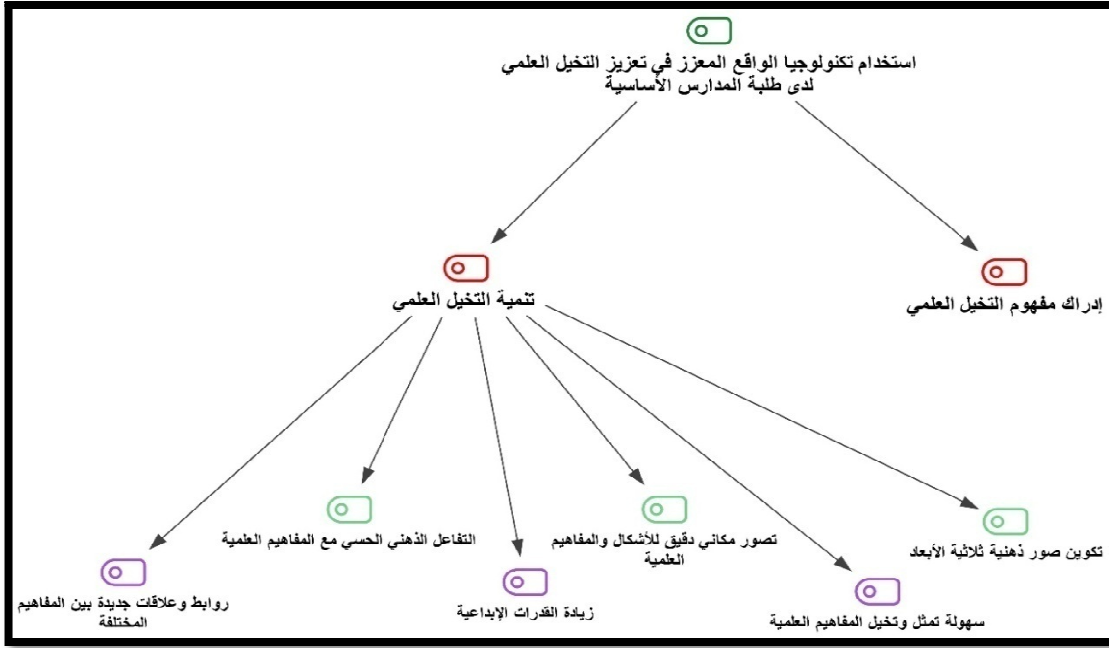 استخدام تكنولوجيا الواقع المعزز في تعزيز التخيل العلمي
لدى طلبة المدارس الأساسية
إدراك مفهوم التخيل العلمي
تنمية التخيل العلمي
تكوين صور ذهنية ثلاثية الأبعاد
تصور مكاني دقيق للأشكال والمفاهيم
العلمية
التفاعل الذهني الحسي مع المفاهيم العلمية
سهولة تمثل وتخيل المفاهيم العلمية
زيادة القدرات الإبداعية
روابط وعلاقات جديدة بين المفاهيم
المختلفة